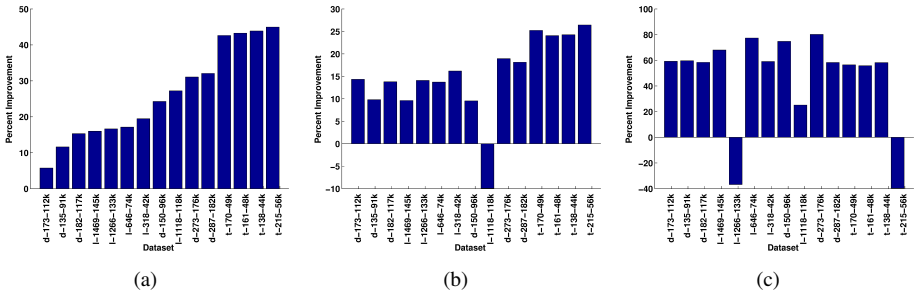 50
40
30
20
10
0
Percent Improvement
d−173−112k
d−135−91k
d−182−117k
l−1469−145k
l−1266−133k
l−646−74k
l−318−42k
d−150−96k
l−1118−118k
d−273−176k
d−287−182k
t−170−49k
t−161−48k
t−138−44k
t−215−56k
Dataset
(a)
30
25
20
15
10
5
0
−5
−10
Percent Improvement
d−173−112k
d−135−91k
d−182−117k
l−1469−145k
l−1266−133k
l−646−74k
l−318−42k
d−150−96k
l−1118−118k
d−273−176k
d−287−182k
t−170−49k
t−161−48k
t−138−44k
t−215−56k
Dataset
(b)
100
80
60
40
20
0
−20
−40
Percent Improvement
d−173−112k
d−135−91k
d−182−117k
l−1469−145k
l−1266−133k
l−646−74k
l−318−42k
d−150−96k
l−1118−118k
d−273−176k
d−287−182k
t−170−49k
t−161−48k
t−138−44k
t−215−56k
Dataset
(c)